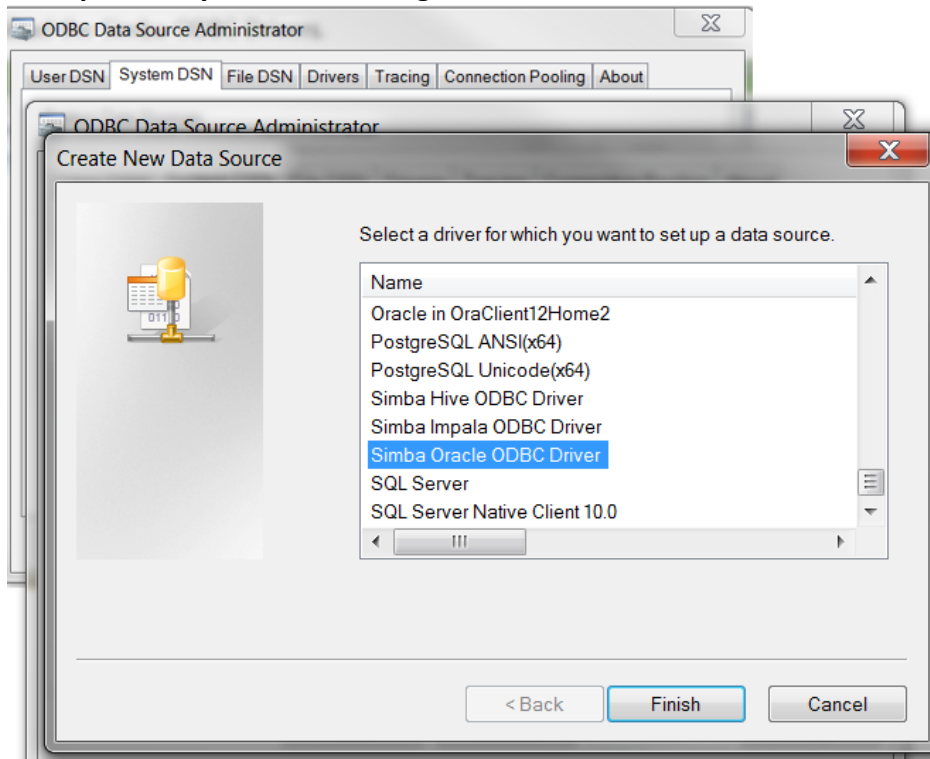 ODBC Data Source Administrator
User DSN System DSN File DSN Drivers Tracing Connection Pooling About
ODBC Data Source Administrator
Create New Data Source
Select a driver for which you want to set up a data source.
Name
Oracle in OraClient12Home2
PostgreSQL ANSI(x64)
PostgreSQL Unicode(x64)
Simba Hive ODBC Driver
Simba Impala ODBC Driver
Simba Oracle ODBC Driver
SQL Server
SQL Server Native Client 10.0
< Back Finish Cancel